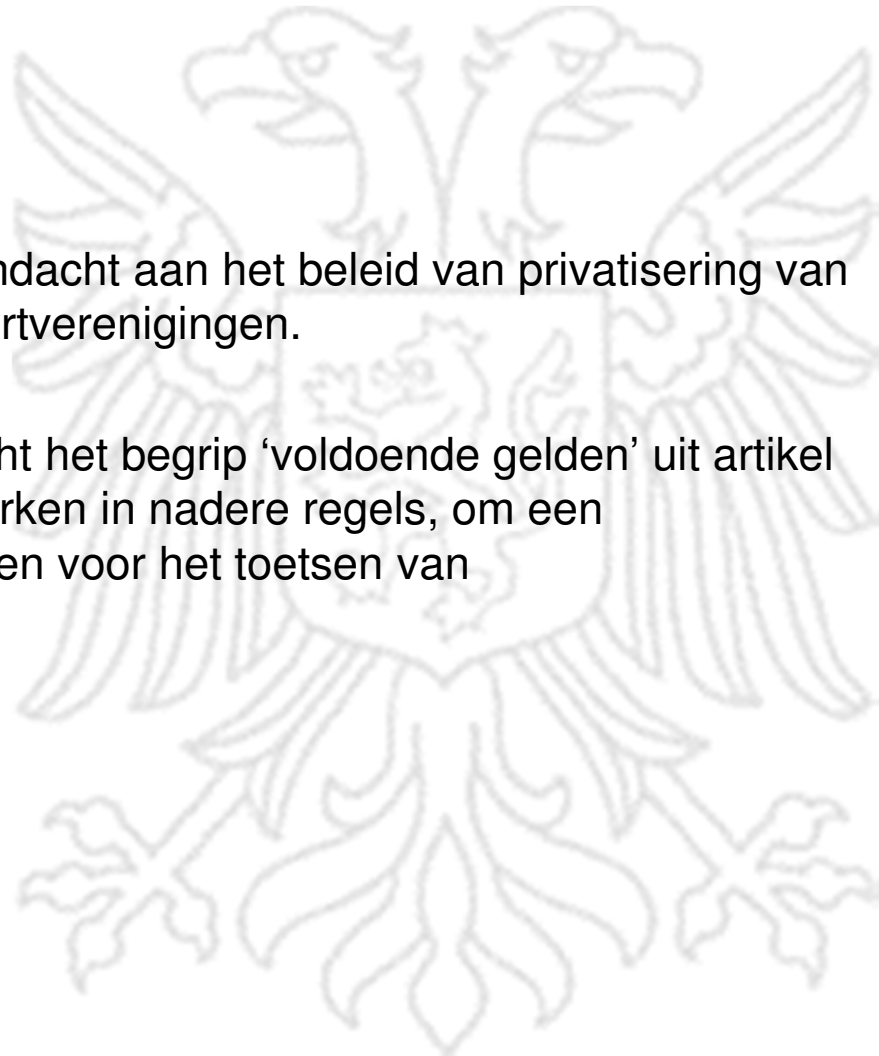 ndacht aan het beleid van privatisering van
rtverenigingen.
ht het begrip ‘voldoende gelden’ uit artikel
rken in nadere regels, om een
en voor het toetsen van